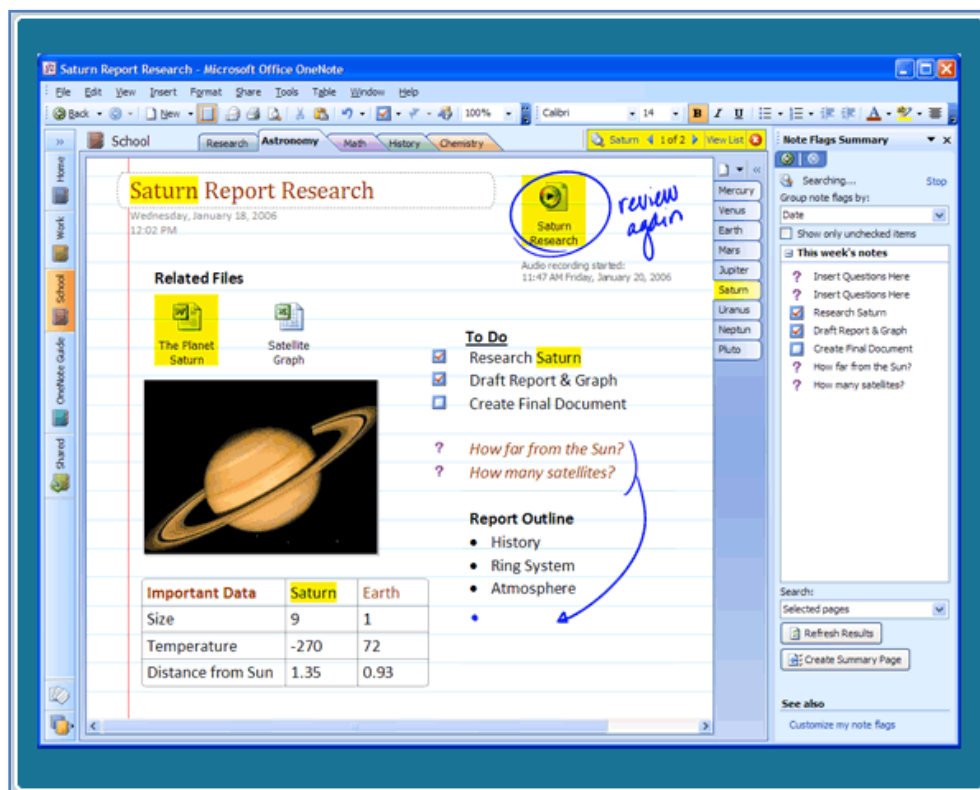 Saturn Report Research - Microsoft Office OneNote
File Edit View Insert Format Share Tools Table Window Help
Back New 100% Calibri 14 B I U A
School Research Astronomy Math History Chemistry Saturn 1 of 2 View List
Note Flags Summary
Home
Work
School
OneNote Guide
Shared
Saturn Report Research
Wednesday, January 18, 2006
12:02 PM
Saturn
Research
review
again
Audio recording started:
11:47 AM Friday, January 20, 2006
Related Files
The Planet
Saturn
Satellite
Graph
To Do
Research Saturn
Draft Report & Graph
Create Final Document
? How far from the Sun?
? How many satellites?
Report Outline
• History
• Ring System
• Atmosphere
•
Important Data Saturn Earth
Size 9 1
Temperature -270 72
Distance from Sun 1.35 0.93
Mercury
Venus
Earth
Mars
Jupiter
Saturn
Uranus
Neptun
Pluto
Searching... Stop
Group note flags by:
Date
Show only unchecked items
This week's notes
? Insert Questions Here
? Insert Questions Here
Research Saturn
Draft Report & Graph
Create Final Document
? How far from the Sun?
? How many satellites?
Search:
Selected pages
Refresh Results
Create Summary Page
See also
Customize my note flags